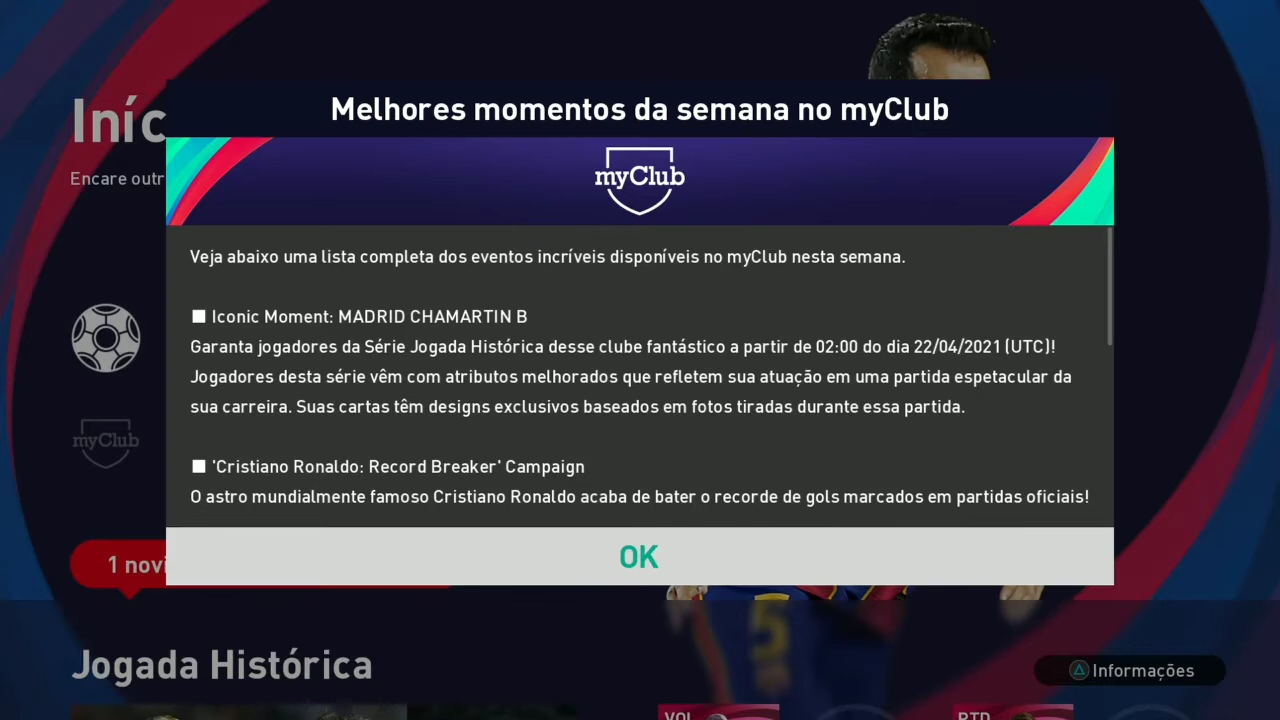 Melhores momentos da semana no myClub
Iníc
Encare outr
myClub
Veja abaixo uma lista completa dos eventos incríveis disponíveis no myClub nesta semana.
■ Iconic Moment: MADRID CHAMARTIN B
Garanta jogadores da Série Jogada Histórica desse clube fantástico a partir de 02:00 do dia 22/04/2021 (UTC)!
Jogadores desta série vêm com atributos melhorados que refletem sua atuação em uma partida espetacular da
sua carreira. Suas cartas têm designs exclusivos baseados em fotos tiradas durante essa partida.
myClub
■ 'Cristiano Ronaldo: Record Breaker' Campaign
O astro mundialmente famoso Cristiano Ronaldo acaba de bater o recorde de gols marcados em partidas oficiais!
OK
1 novi
5
Jogada Histórica
Informações
VOL
PTD